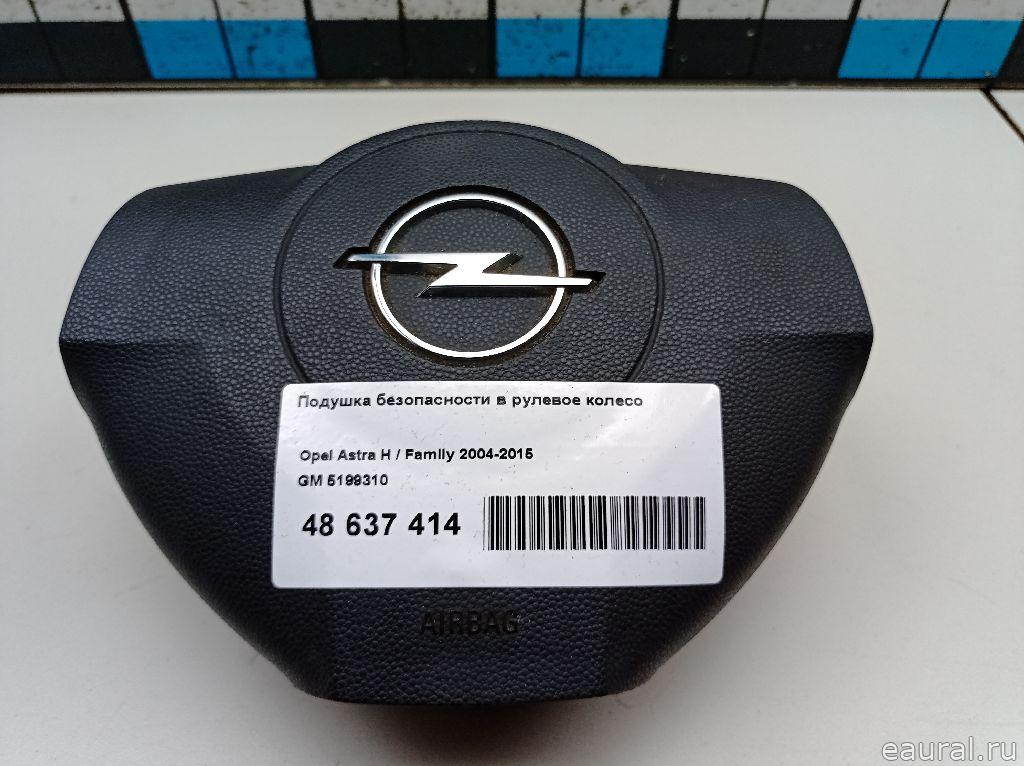 Подушка безопасности в рулевое колесо
Opel Astra H / Family 2004-2015
GM 5199310
48 637 414
AIRBAG
eaural.ru